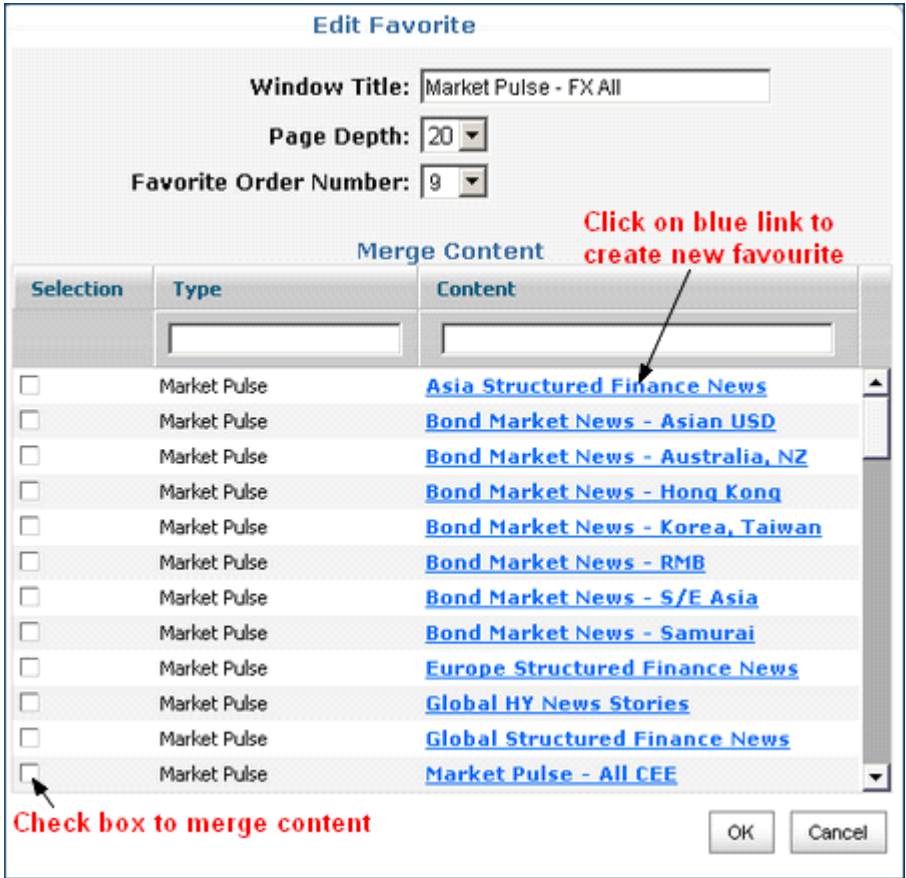 Edit Favorite
Window Title: Market Pulse - FX All
Page Depth: 20
Favorite Order Number: 9
Click on blue link to
create new favourite
Merge Content
Selection Type Content
Market Pulse Asia Structured Finance News
Market Pulse Bond Market News - Asian USD
Market Pulse Bond Market News - Australia, NZ
Market Pulse Bond Market News - Hong Kong
Market Pulse Bond Market News - Korea, Taiwan
Market Pulse Bond Market News - RMB
Market Pulse Bond Market News - S/E Asia
Market Pulse Bond Market News - Samurai
Market Pulse Europe Structured Finance News
Market Pulse Global HY News Stories
Market Pulse Global Structured Finance News
Market Pulse Market Pulse - All CEE
Check box to merge content
OK Cancel